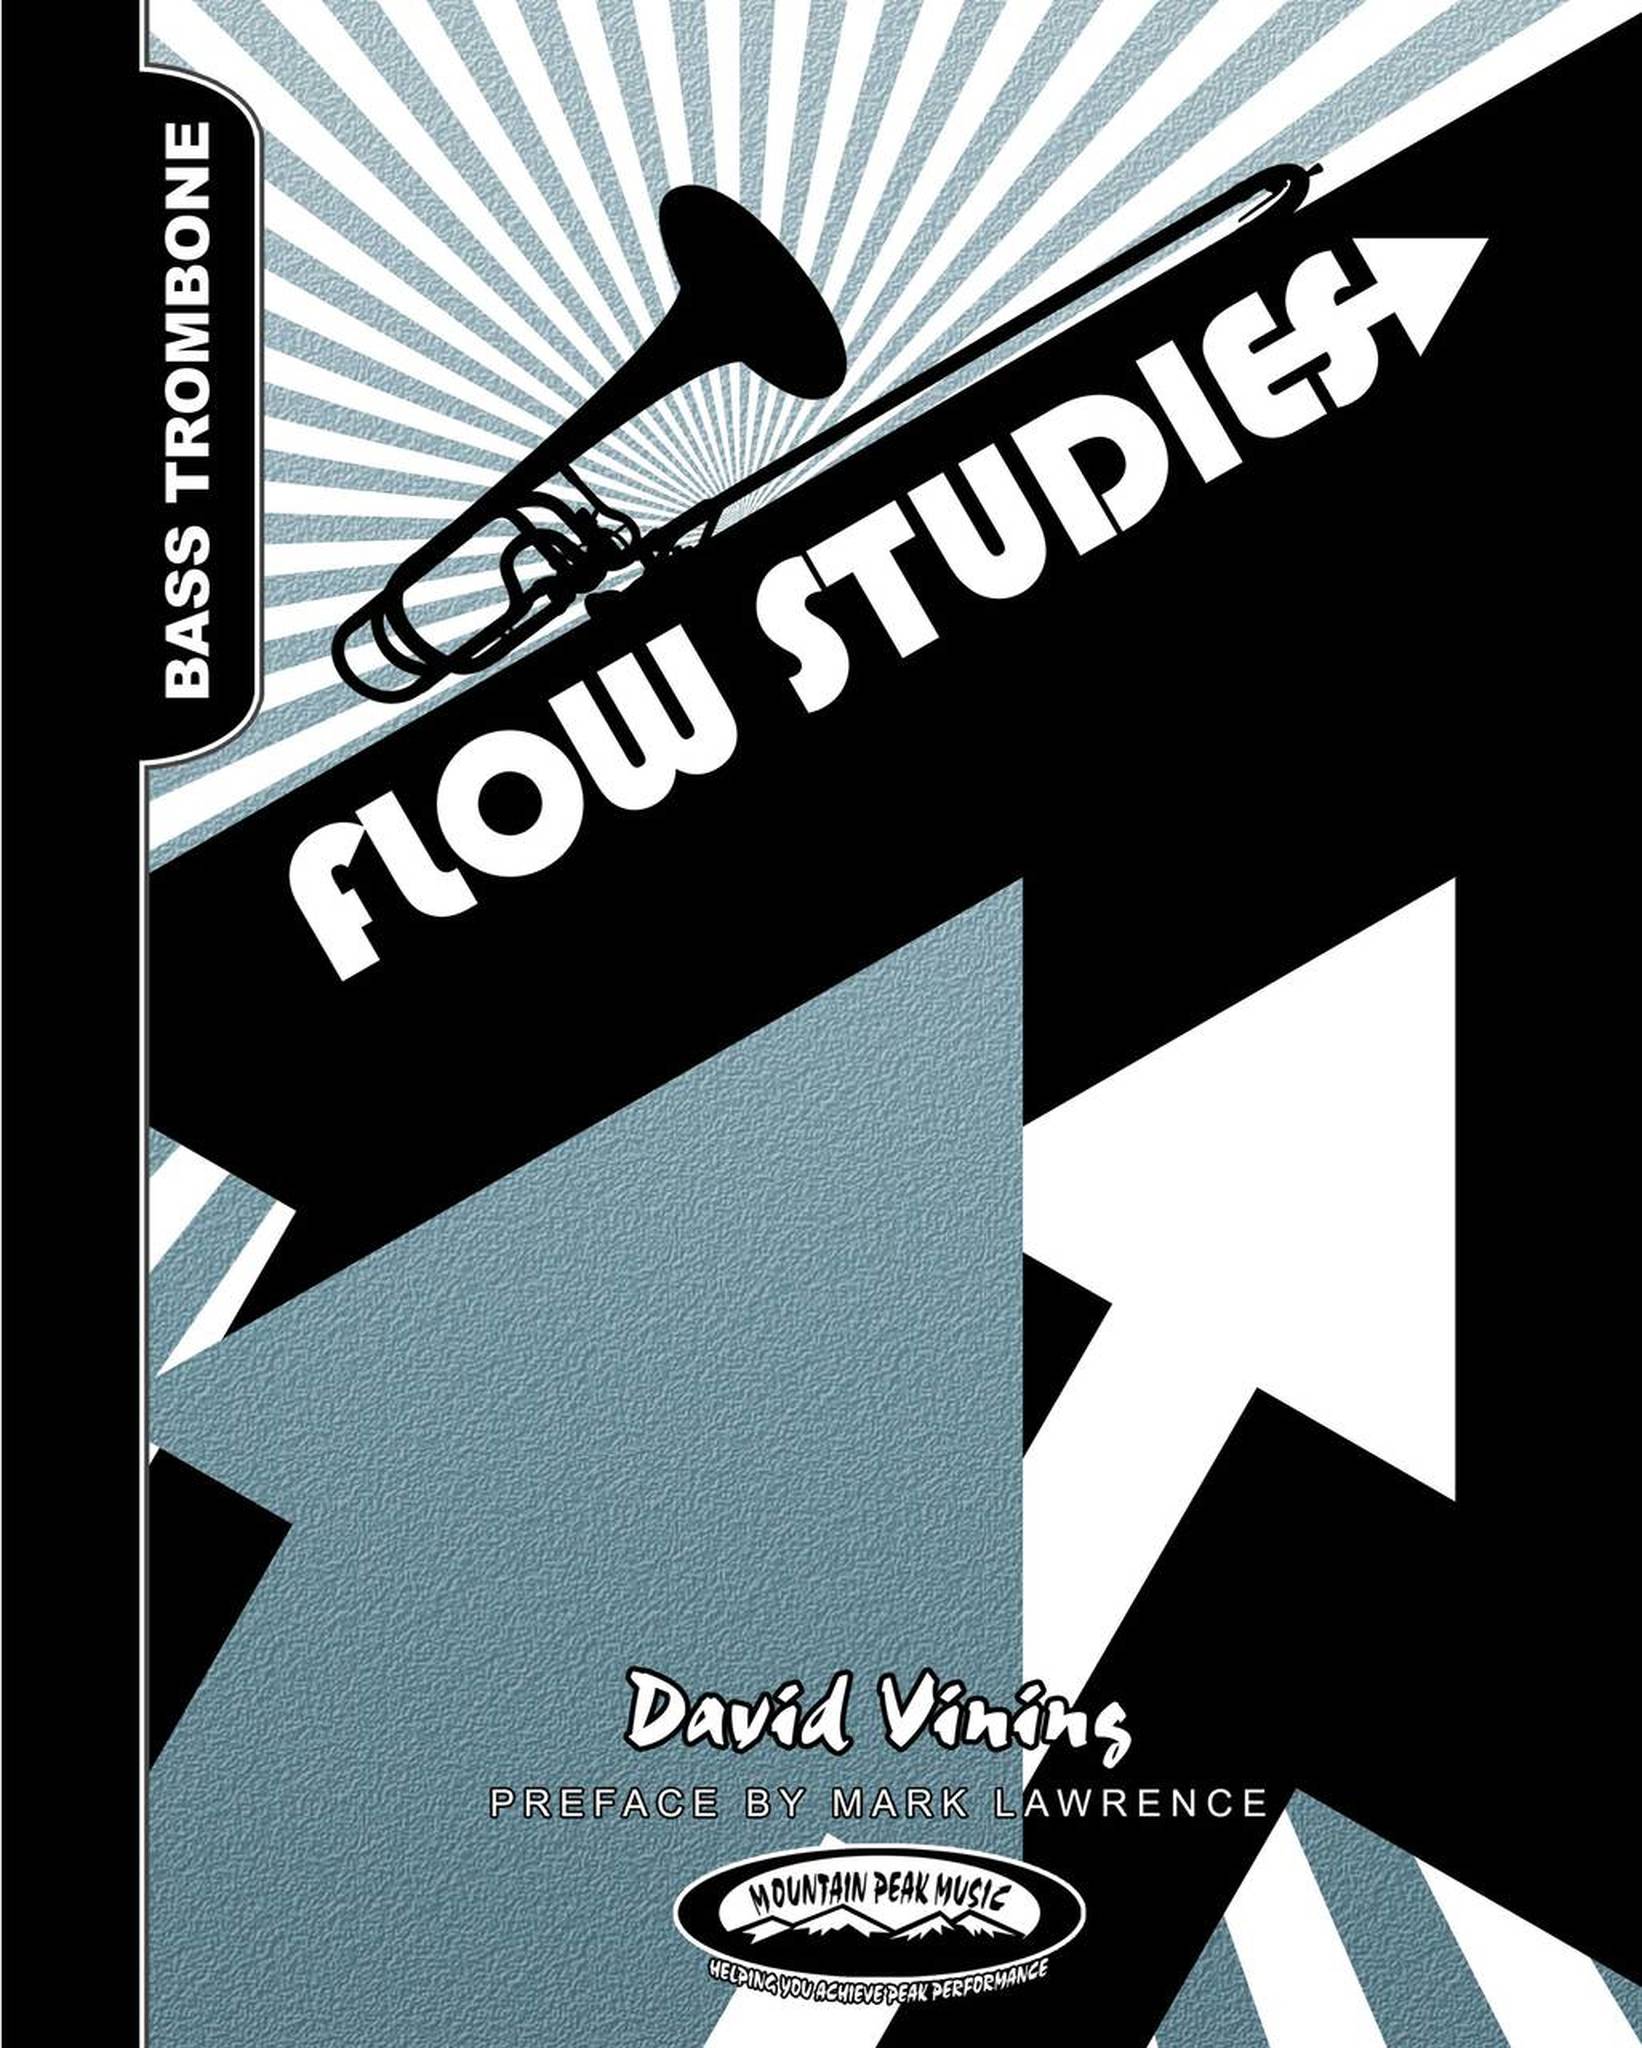 BASS TROMBONE
FLOW STUDIES
David Vining
PREFACE BY MARK LAWRENCE
MOUNTAIN PEAK MUSIC
HELPING YOU ACHIEVE PEAK PERFORMANCE